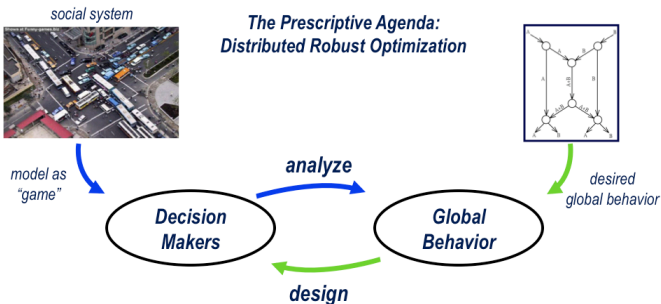 social system
The Prescriptive Agenda:
Distributed Robust Optimization
A
B
A
B
A
B
A+B
A+B
A+B
A
B
A
B
model as
"game"
analyze
desired
global behavior
Decision
Makers
Global
Behavior
design